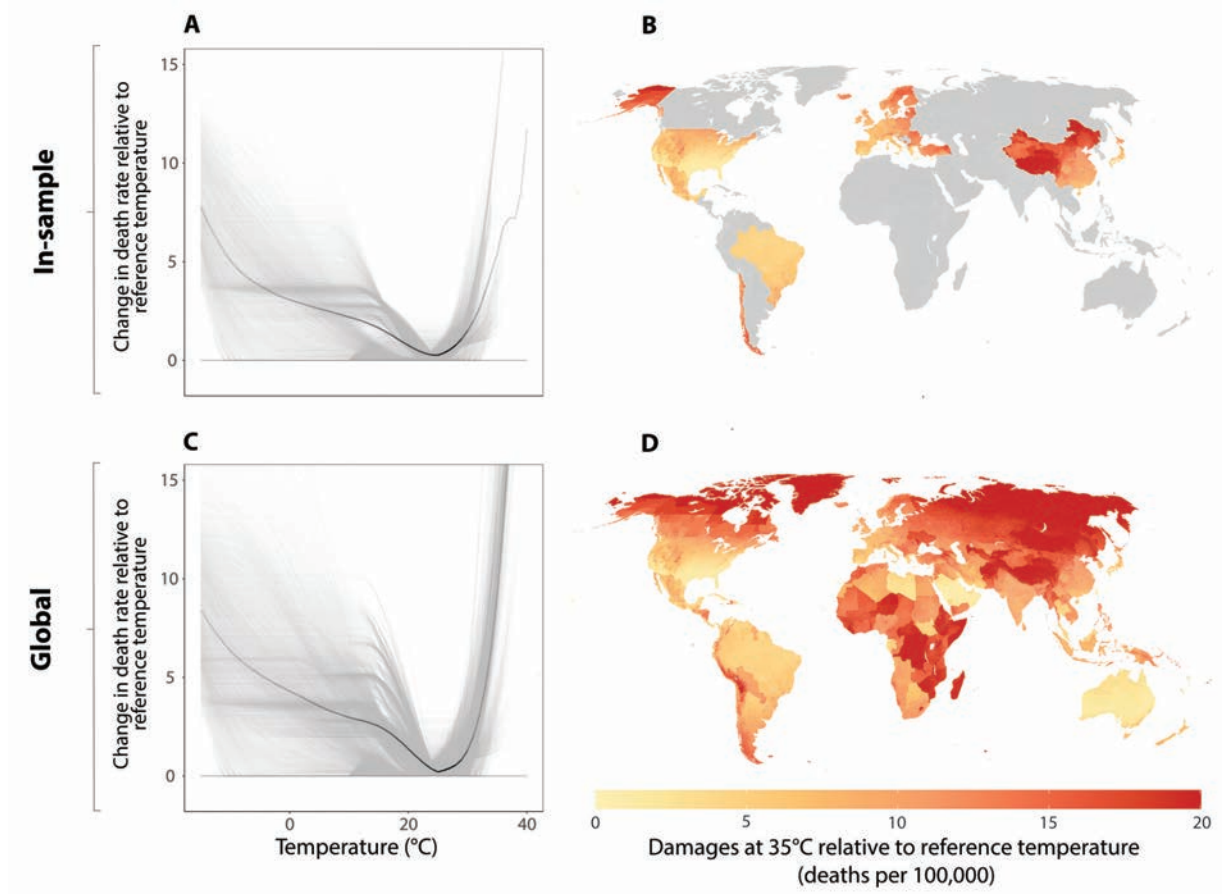 A
B
In-sample
Change in death rate relative to
reference temperature
15
10
5
0
C
D
Global
Change in death rate relative to
reference temperature
15
10
5
0
0
20
40
Temperature (°C)
0
5
10
15
20
Damages at 35°C relative to reference temperature
(deaths per 100,000)